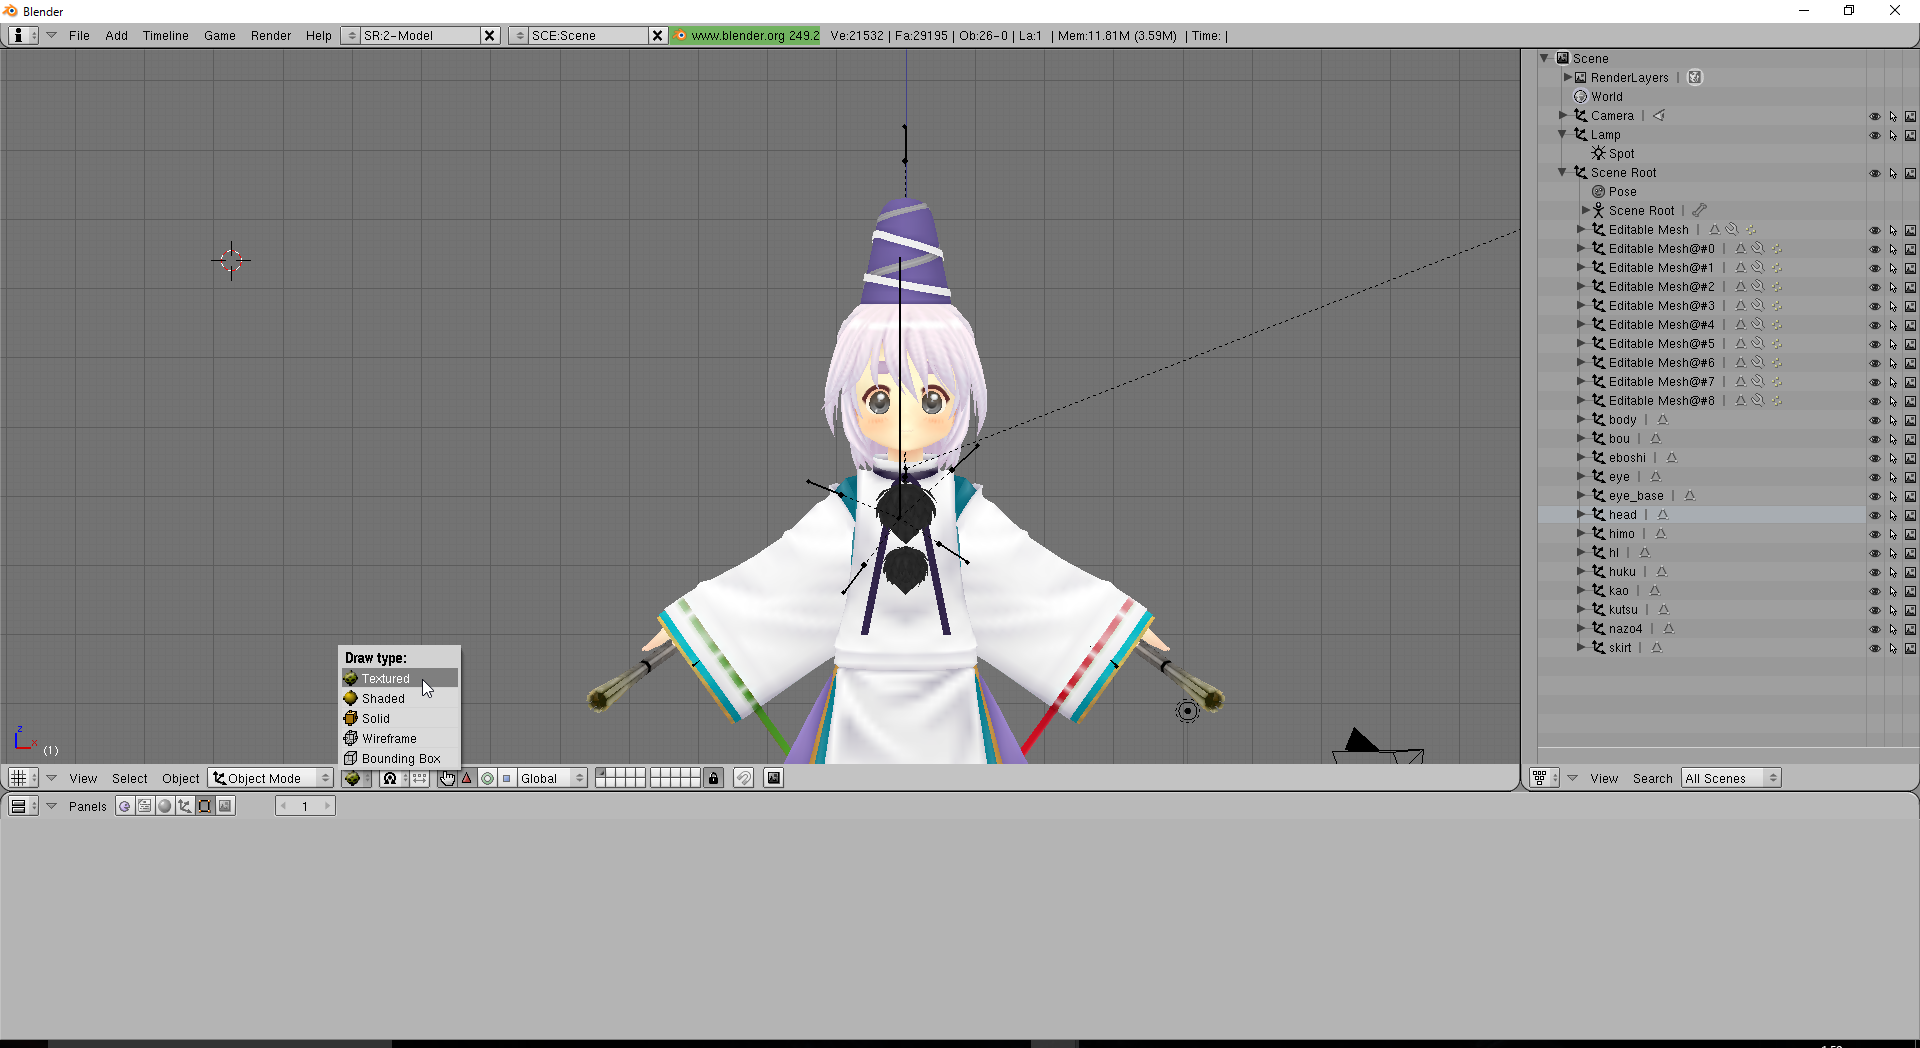 Blender
File Add Timeline Game Render Help SR:2-Model SCE:Scene www.blender.org 249.2 Ve:21532 | Fa:29195 | Ob:26-0 | La:1 | Mem:11.81M (3.59M) | Time: |
Scene
RenderLayers |
World
Camera |
Lamp
Spot
Scene Root
Pose
Scene Root |
Editable Mesh |
Editable Mesh@#0 |
Editable Mesh@#1 |
Editable Mesh@#2 |
Editable Mesh@#3 |
Editable Mesh@#4 |
Editable Mesh@#5 |
Editable Mesh@#6 |
Editable Mesh@#7 |
Editable Mesh@#8 |
body |
bou |
eboshi |
eye |
eye_base |
head |
himo |
hl |
huku |
kao |
kutsu |
nazo4 |
skirt |
Draw type:
Textured
Shaded
Solid
Wireframe
Bounding Box
z
x
(1)
View Select Object Object Mode Global
View Search All Scenes
Panels 1